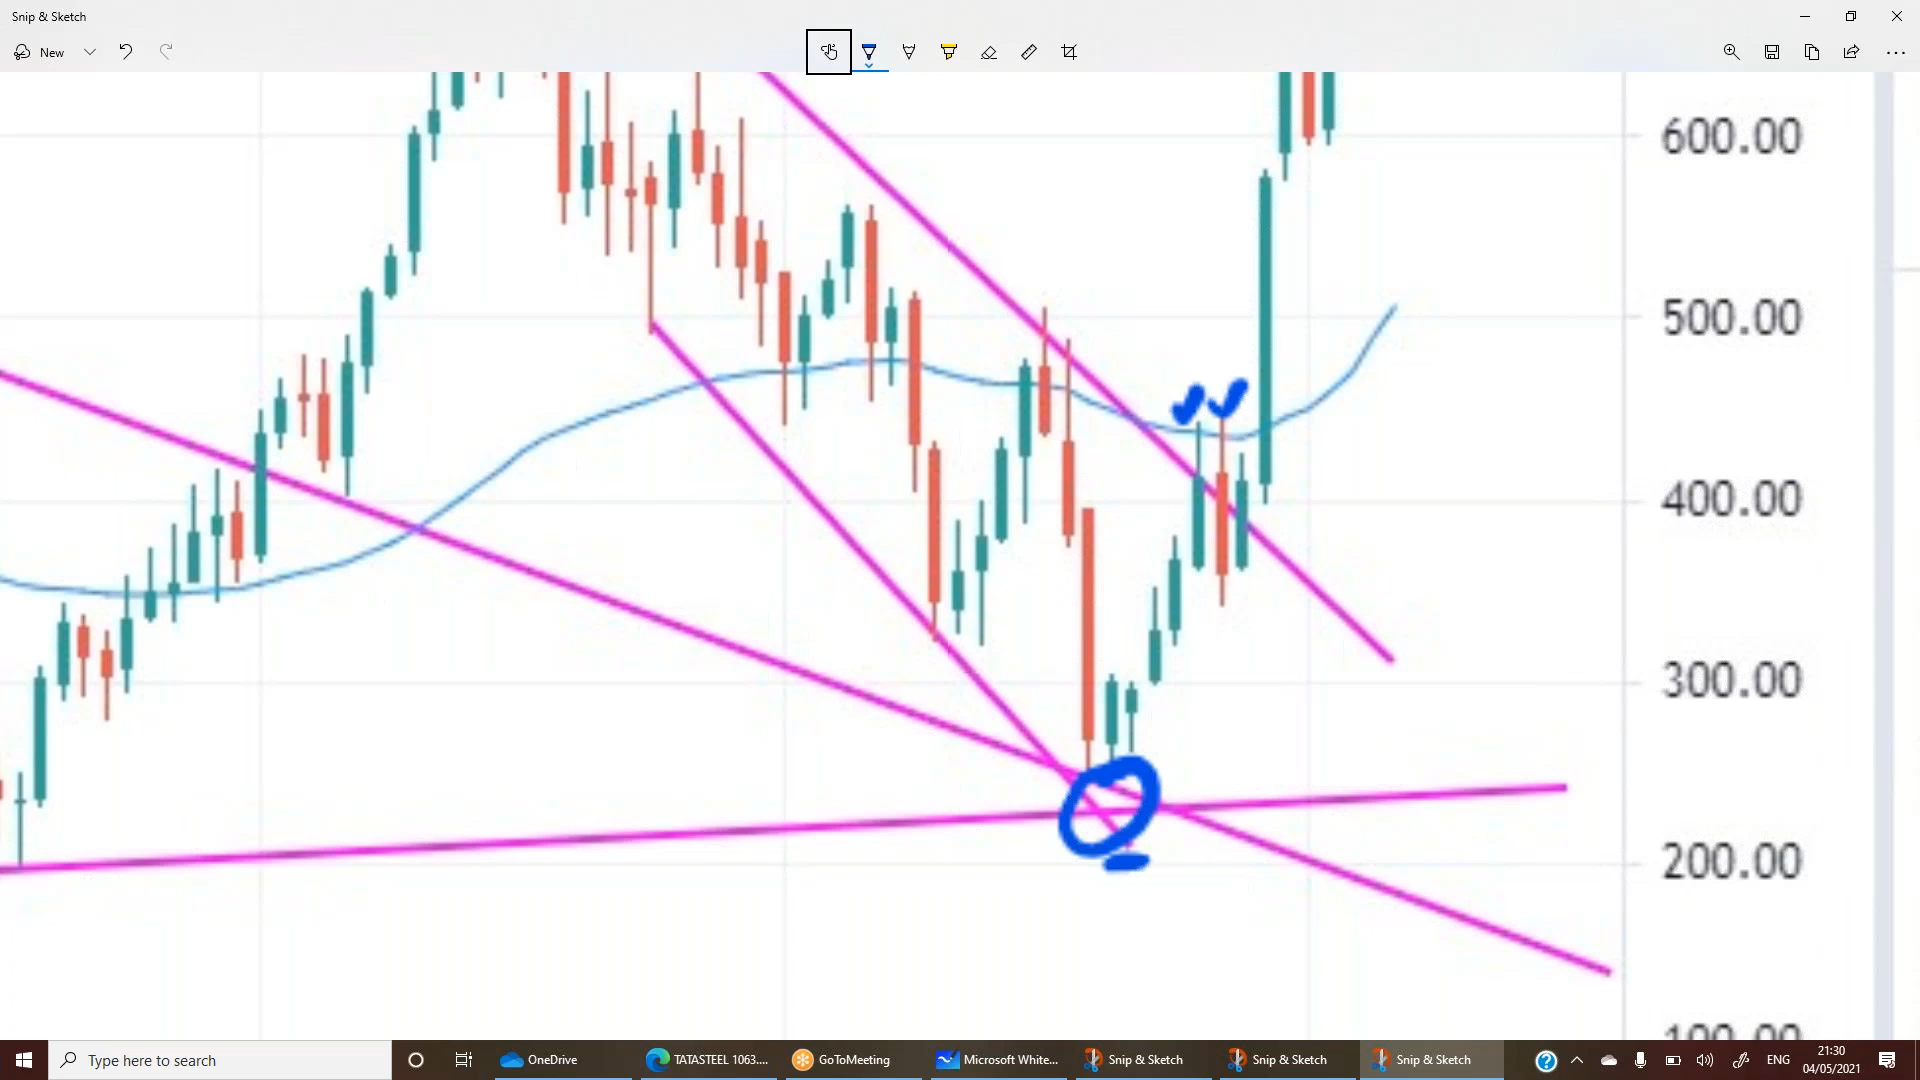 Snip & Sketch
New
600.00
500.00
400.00
300.00
200.00
Type here to search
OneDrive
TATASTEEL 1063....
GoToMeeting
Microsoft White...
Snip & Sketch
Snip & Sketch
Snip & Sketch
ENG
21:30
04/05/2021